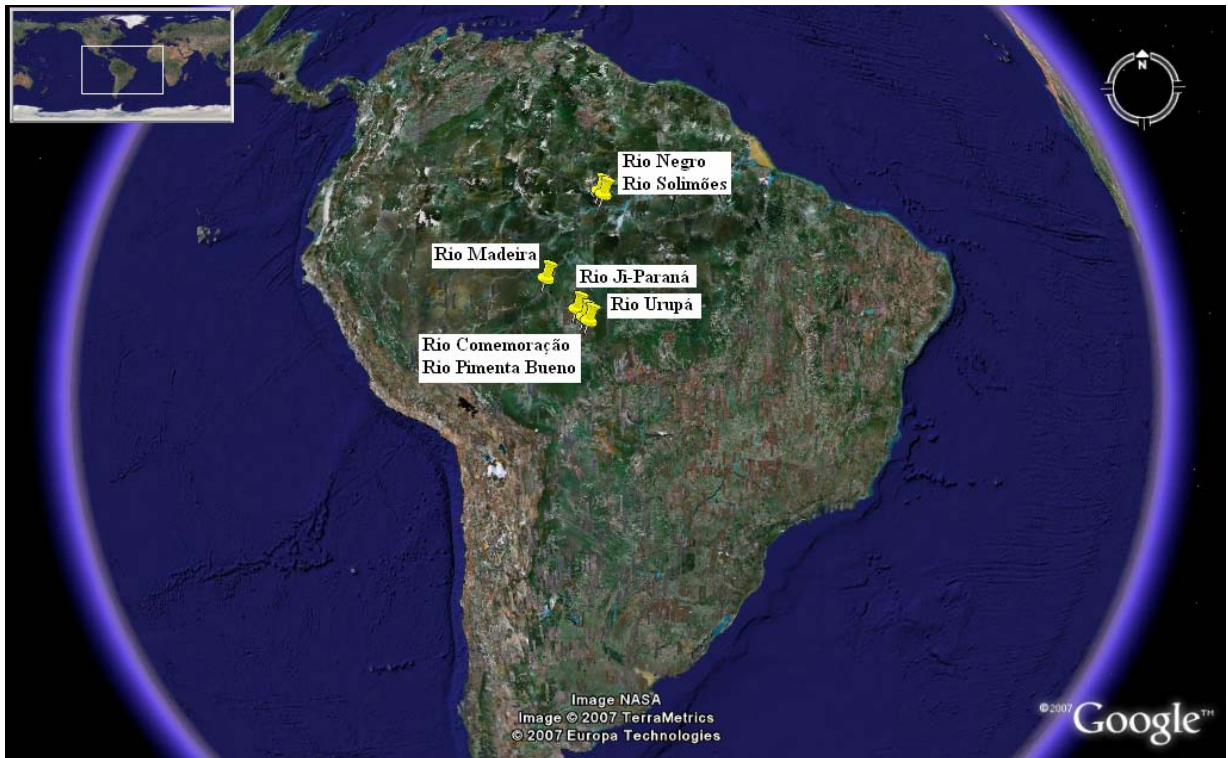 N
Rio Negro
Rio Solimões
Rio Madeira
Rio Ji-Paraná
Rio Urupá
Rio Comemoração
Rio Pimenta Bueno
Image NASA
Image © 2007 TerraMetrics
© 2007 Europa Technologies
©2007 Google™